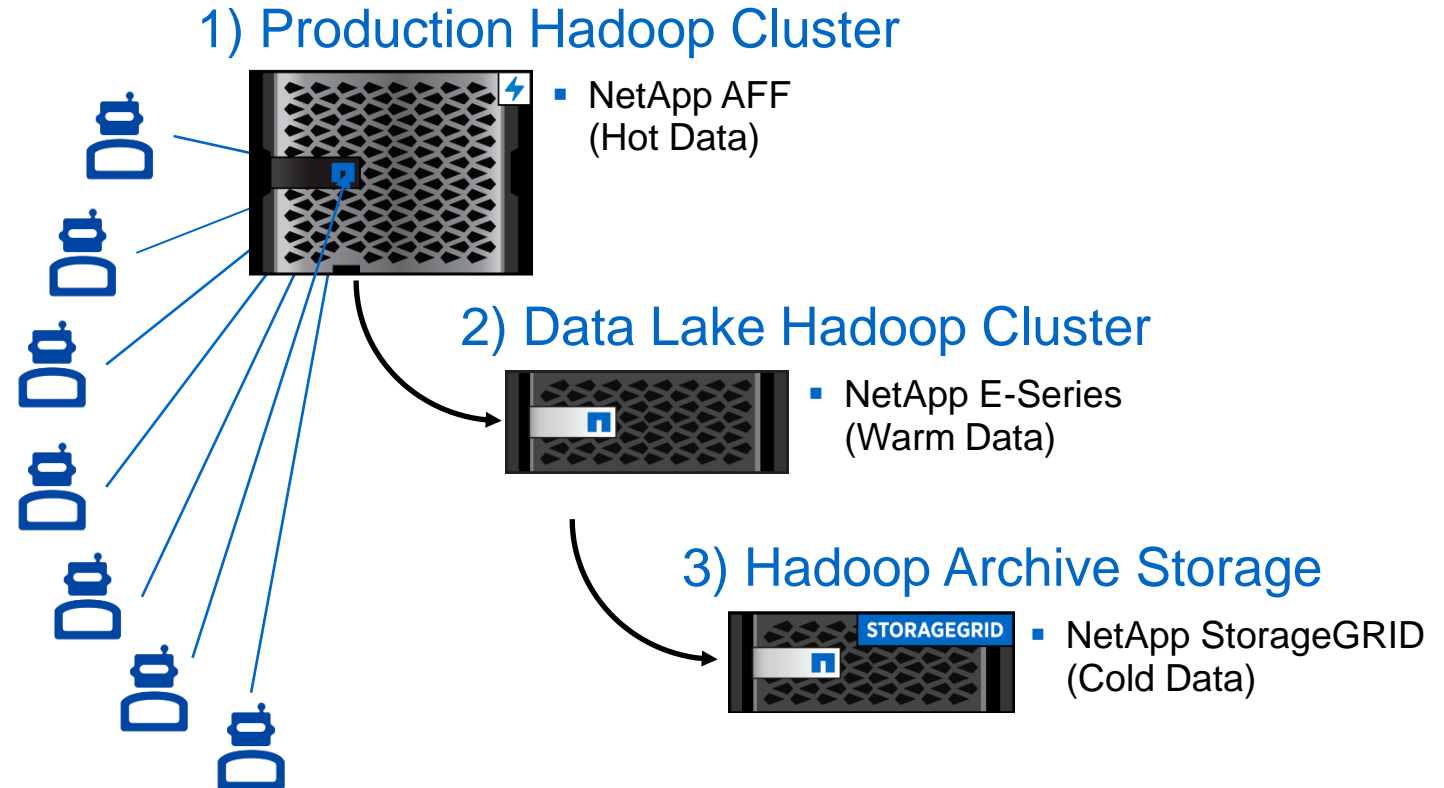 1) Production Hadoop Cluster
▪ NetApp AFF
(Hot Data)
2) Data Lake Hadoop Cluster
▪ NetApp E-Series
(Warm Data)
3) Hadoop Archive Storage
STORAGEGRID
▪ NetApp StorageGRID
(Cold Data)